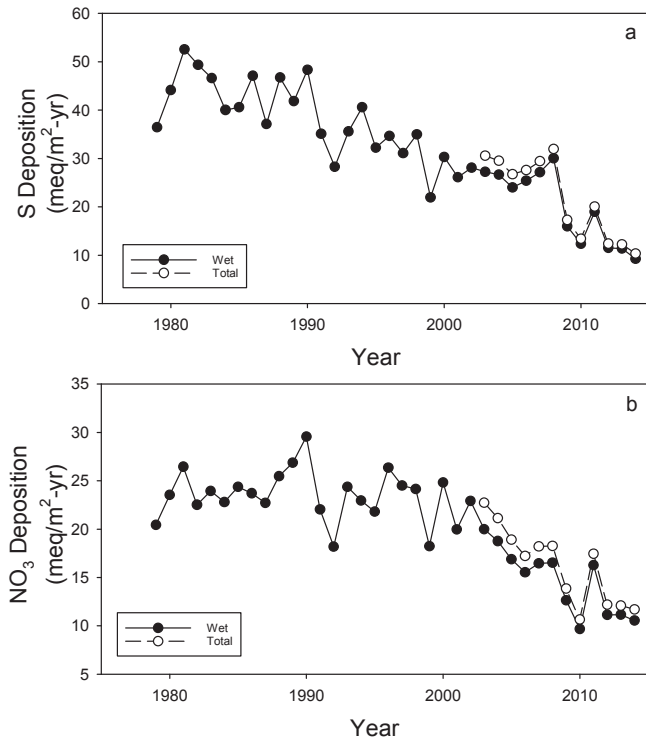 a
60
50
40
30
20
10
0
S Deposition
(meq/m²-yr)
Wet
Total
1980
1990
2000
2010
Year
b
35
30
25
20
15
10
5
NO₃ Deposition
(meq/m²-yr)
Wet
Total
1980
1990
2000
2010
Year